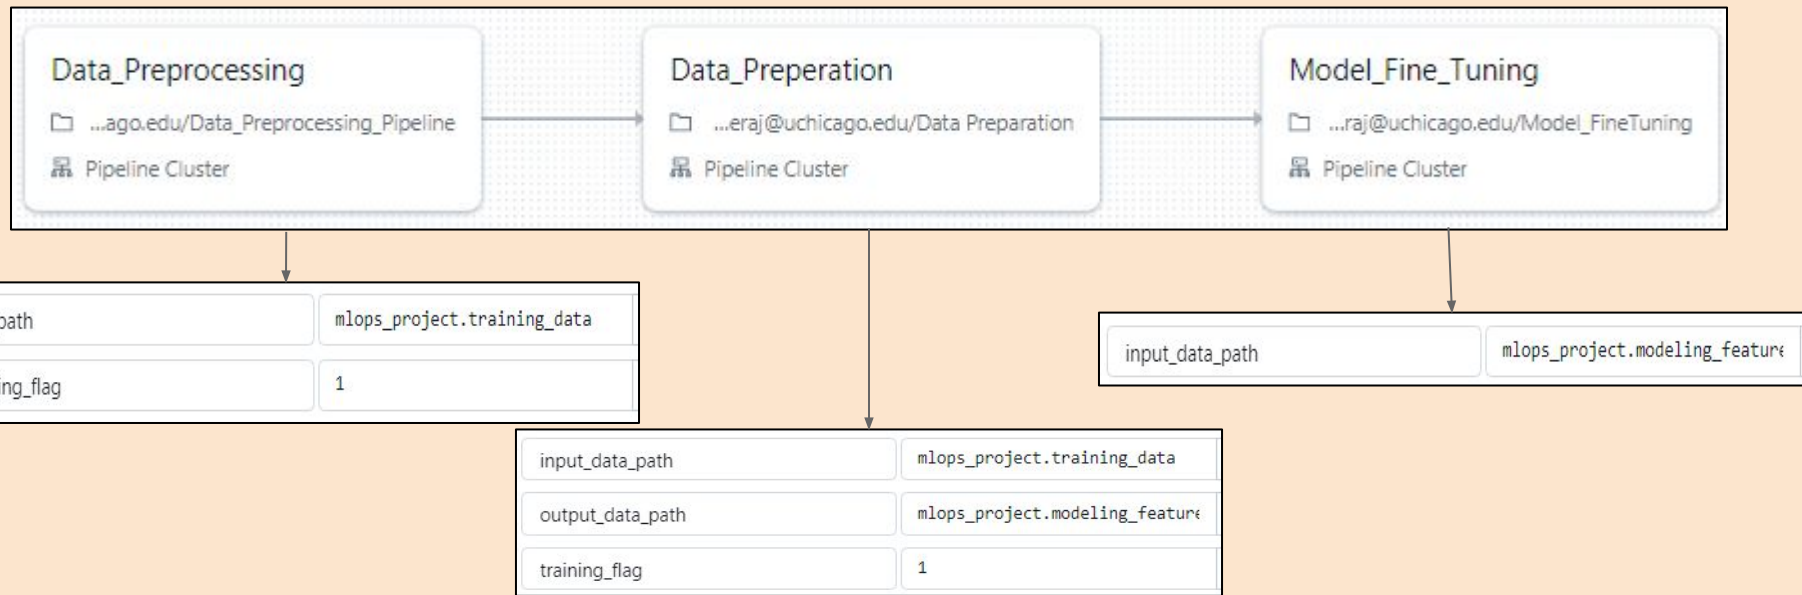 Data_Preprocessing
...ago.edu/Data_Preprocessing_Pipeline
Pipeline Cluster
Data_Preperation
...eraj@uchicago.edu/Data Preparation
Pipeline Cluster
Model_Fine_Tuning
...raj@uchicago.edu/Model_FineTuning
Pipeline Cluster
path mlops_project.training_data
ing_flag 1
input_data_path mlops_project.training_data
output_data_path mlops_project.modeling_feature
training_flag 1
input_data_path mlops_project.modeling_feature